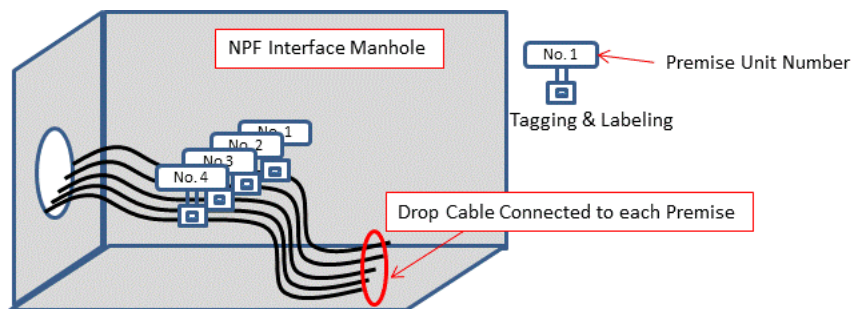 NPF Interface Manhole
No. 1
Premise Unit Number
Tagging & Labeling
No. 1
No. 2
No.3
No. 4
Drop Cable Connected to each Premise